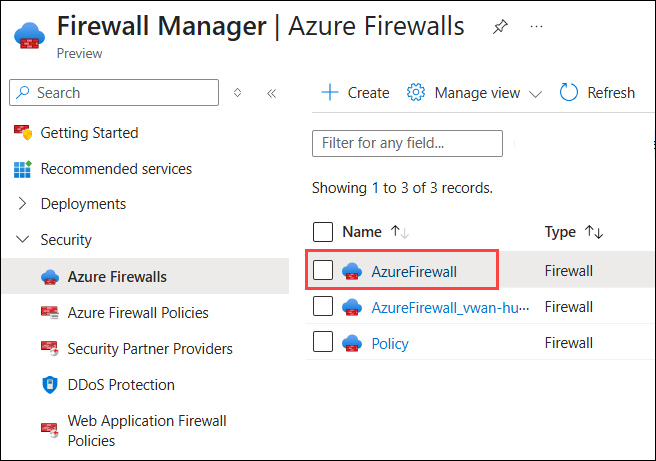 Firewall Manager | Azure Firewalls
Preview
Search
Getting Started
Recommended services
Deployments
Security
Azure Firewalls
Azure Firewall Policies
Security Partner Providers
DDoS Protection
Web Application Firewall
Policies
Create
Manage view
Refresh
Filter for any field...
Showing 1 to 3 of 3 records.
Name
Type
AzureFirewall
Firewall
AzureFirewall_vwan-hu···
Firewall
Policy
Firewall